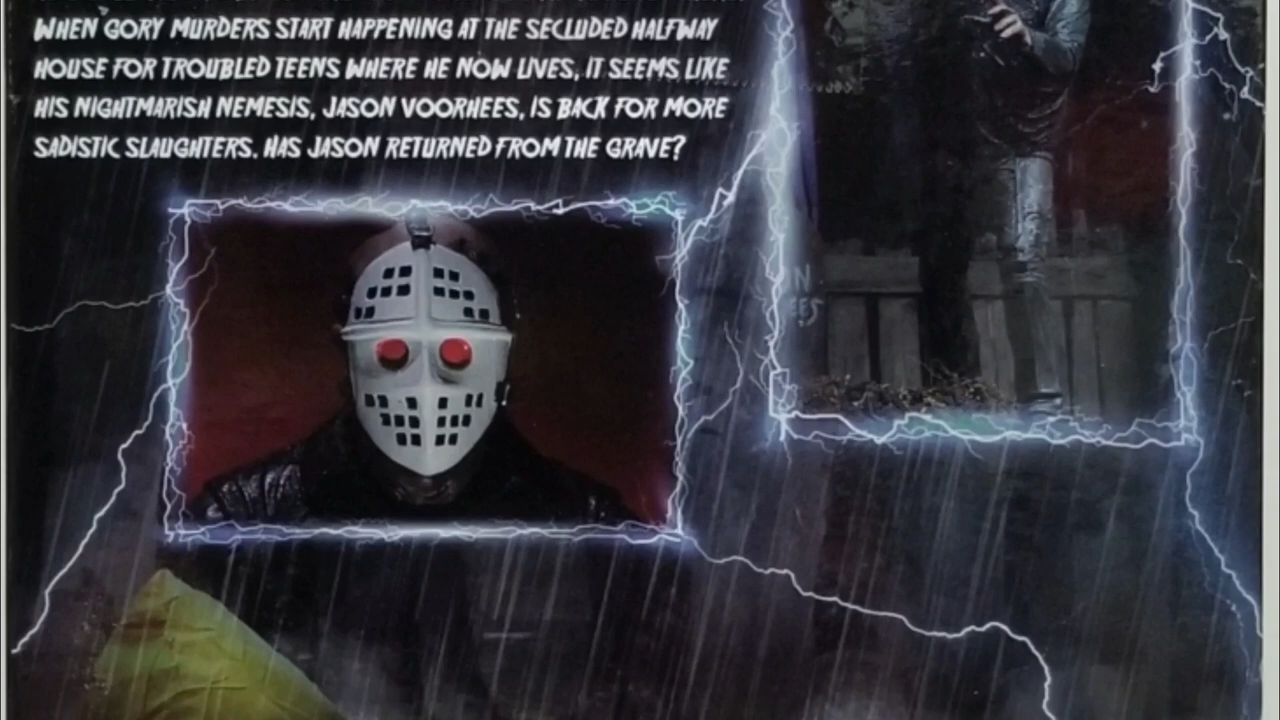 WHEN GORY MURDERS START HAPPENING AT THE SECLUDED HALFWAY
HOUSE FOR TROUBLED TEENS WHERE HE NOW LIVES, IT SEEMS LIKE
HIS NIGHTMARISH NEMESIS, JASON VOORHEES, IS BACK FOR MORE
SADISTIC SLAUGHTERS. HAS JASON RETURNED FROM THE GRAVE?